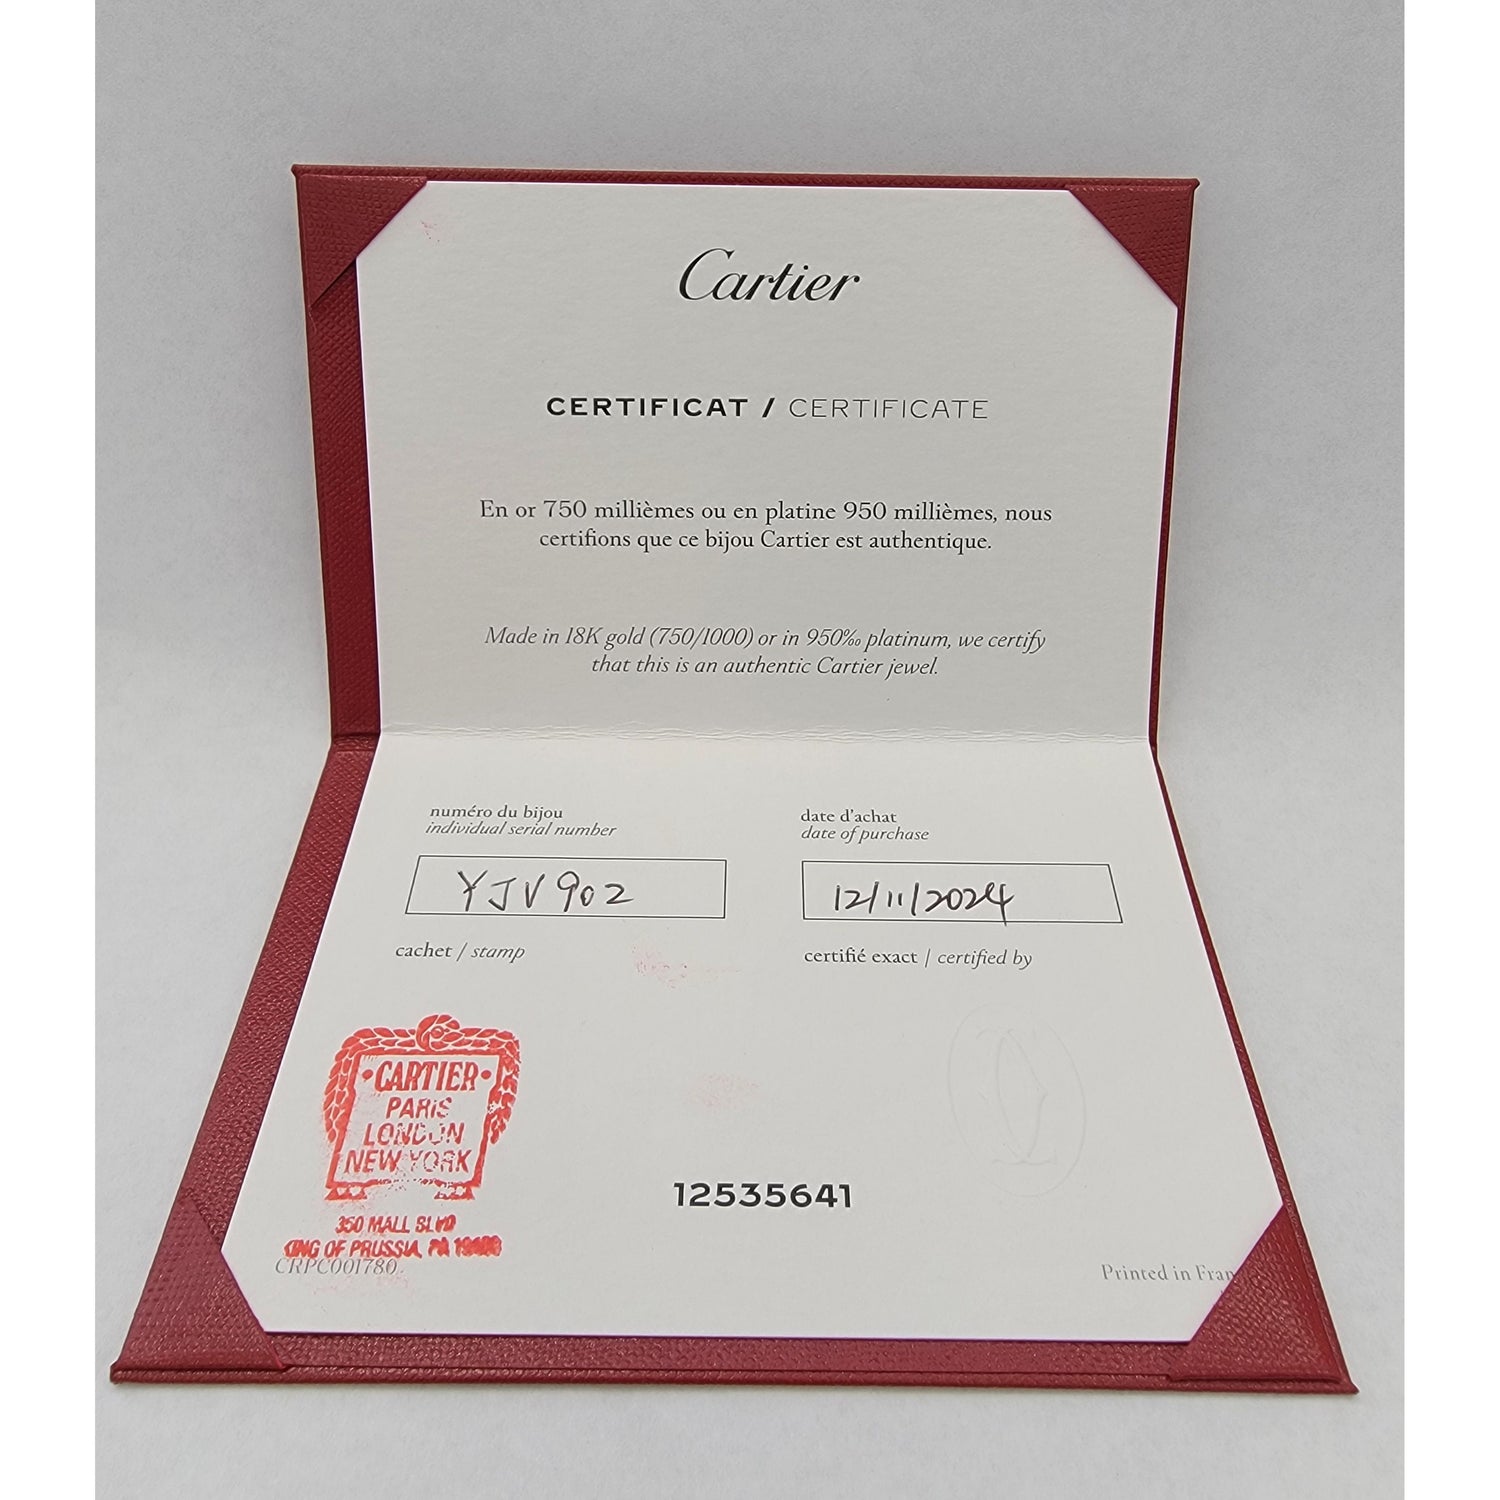 Cartier
CERTIFICAT / CERTIFICATE
En or 750 millièmes ou en platine 950 millièmes, nous
certifions que ce bijou Cartier est authentique.
Made in 18K gold (750/1000) or in 950‰ platinum, we certify
that this is an authentic Cartier jewel.
numéro du bijou
individual serial number
date d'achat
date of purchase
YJV902
12/11/2024
cachet / stamp
certifié exact / certified by
•CARTIER•
PARIS
LONDON
NEW YORK
12535641
350 MALL BLVD
KING OF PRUSSIA, PA
CRPC001780
Printed in Fran